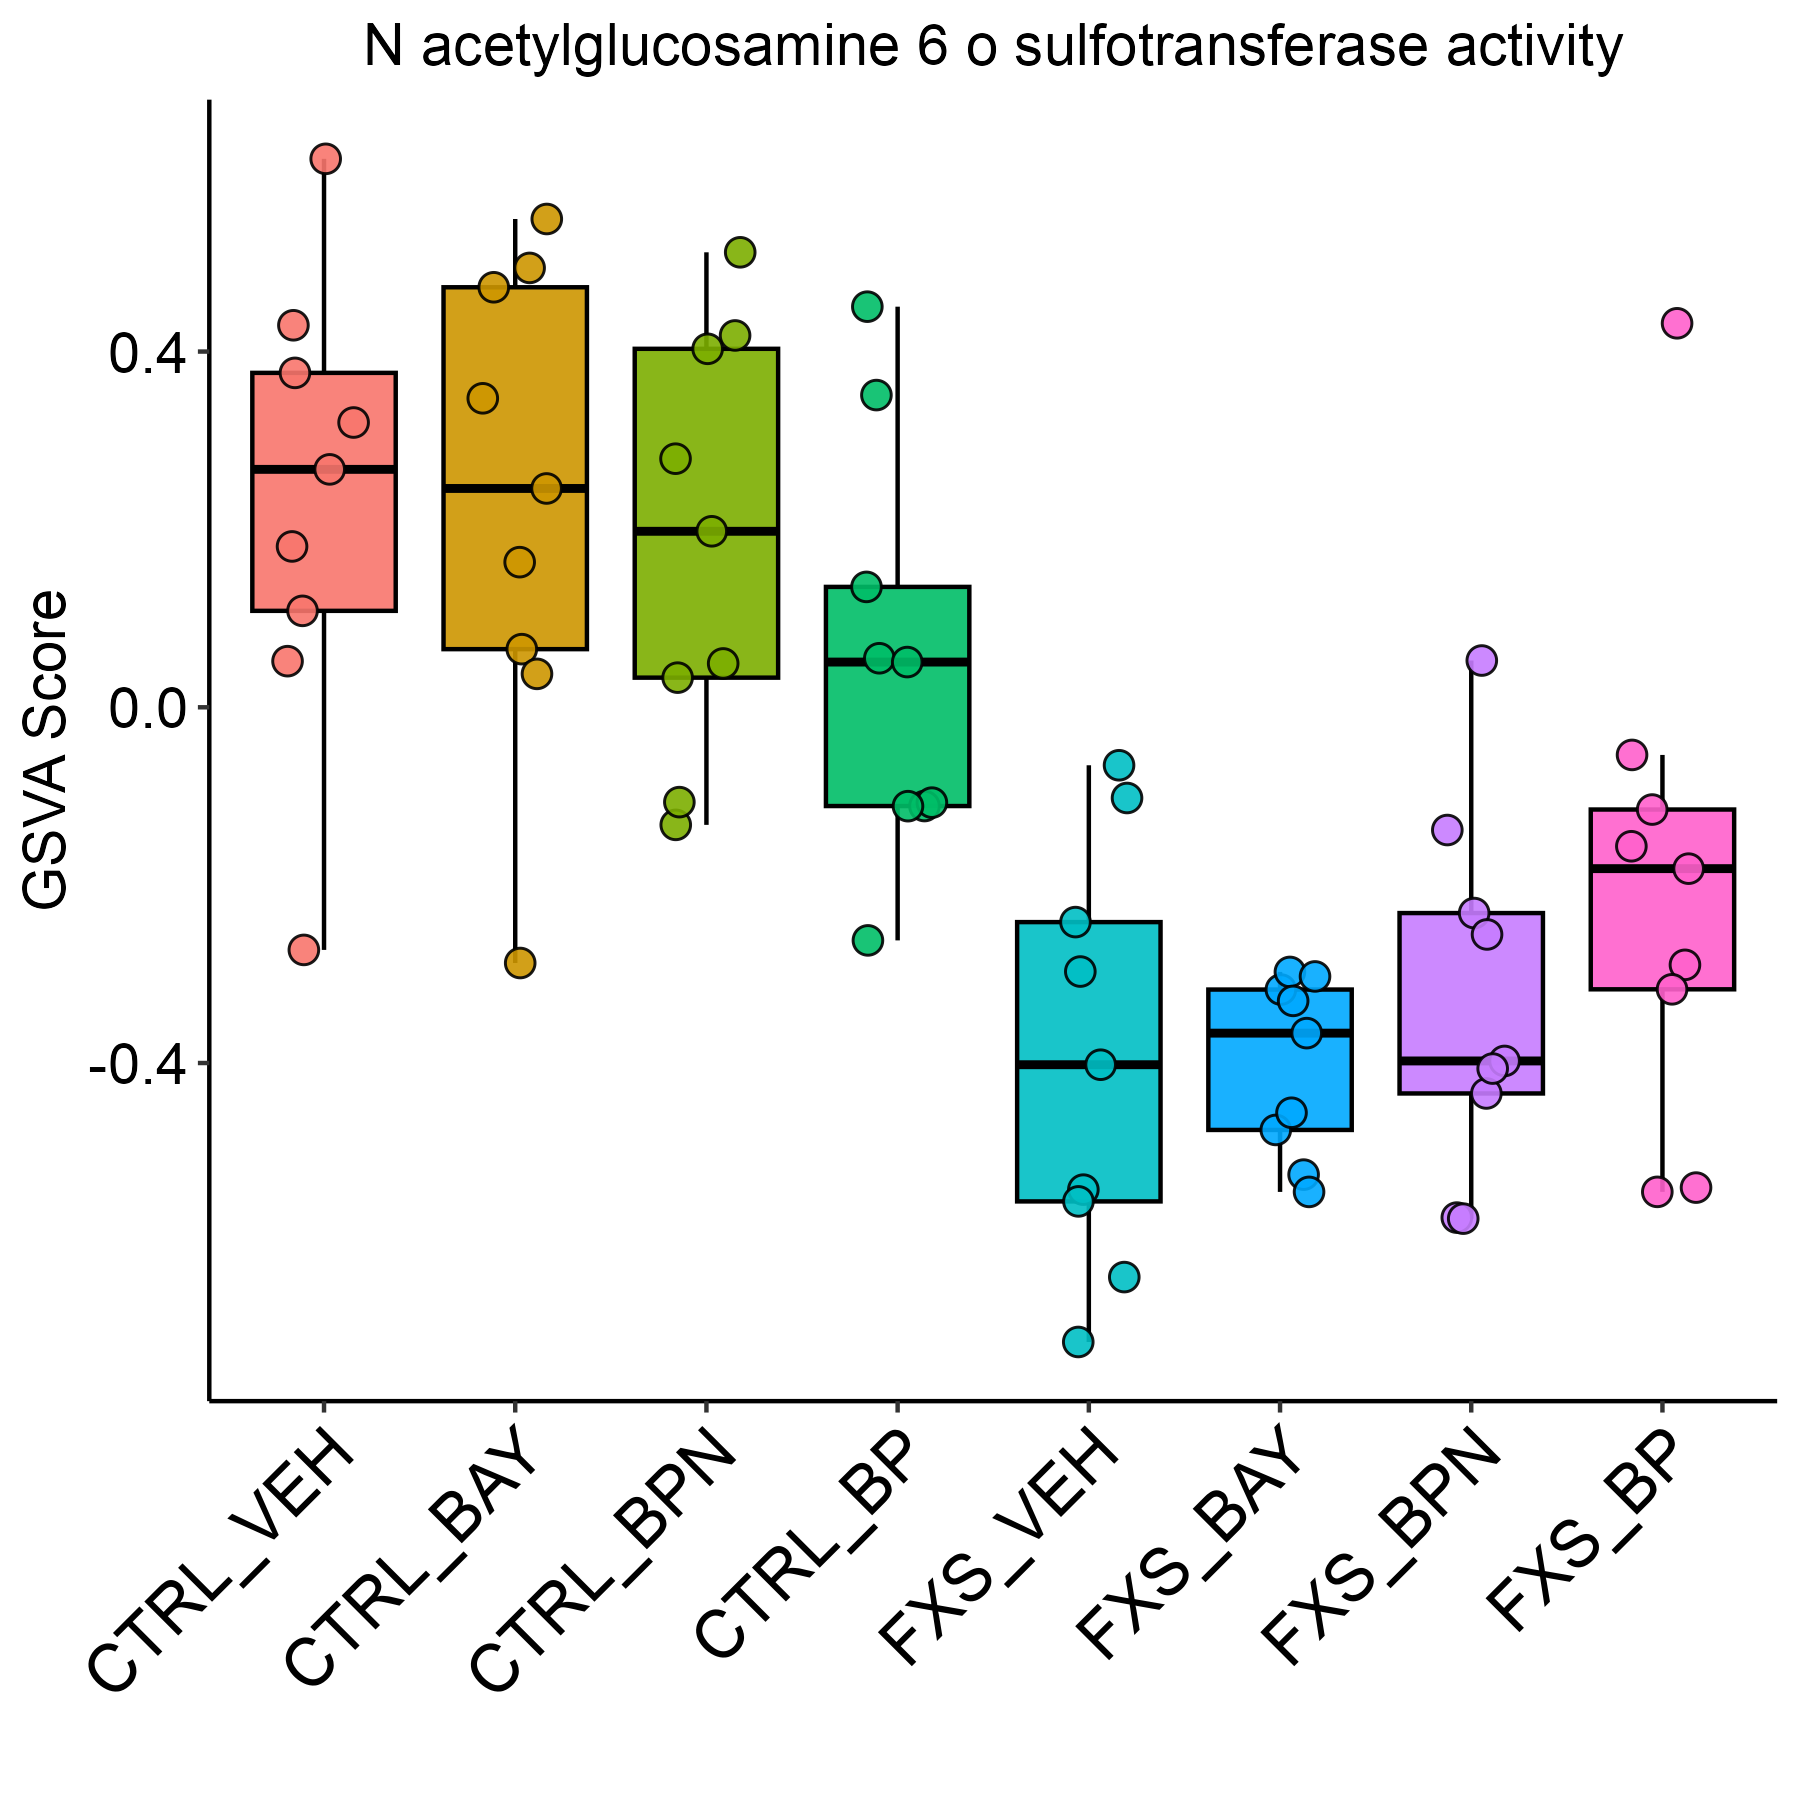 N acetylglucosamine 6 o sulfotransferase activity
GSVA Score
0.4
0.0
-0.4
CTRL_VEH
CTRL_BAY
CTRL_BPN
CTRL_BP
FXS_VEH
FXS_BAY
FXS_BPN
FXS_BP